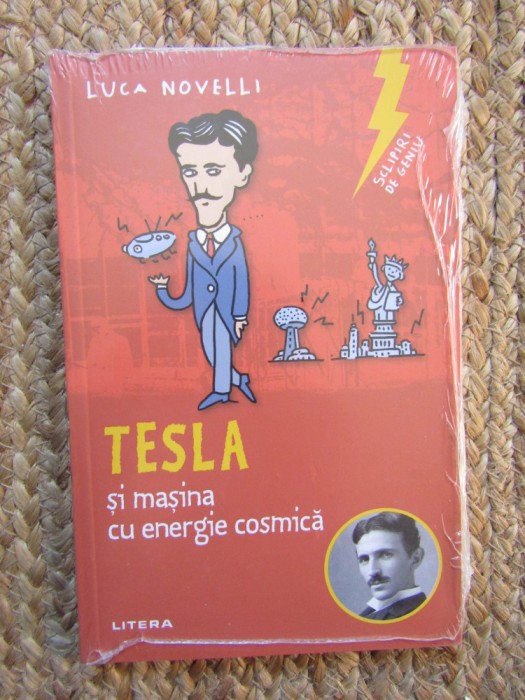 LUCA NOVELLI
SCLIPIRI
DE GENIU
TESLA
și mașina
cu energie cosmică
LITERA